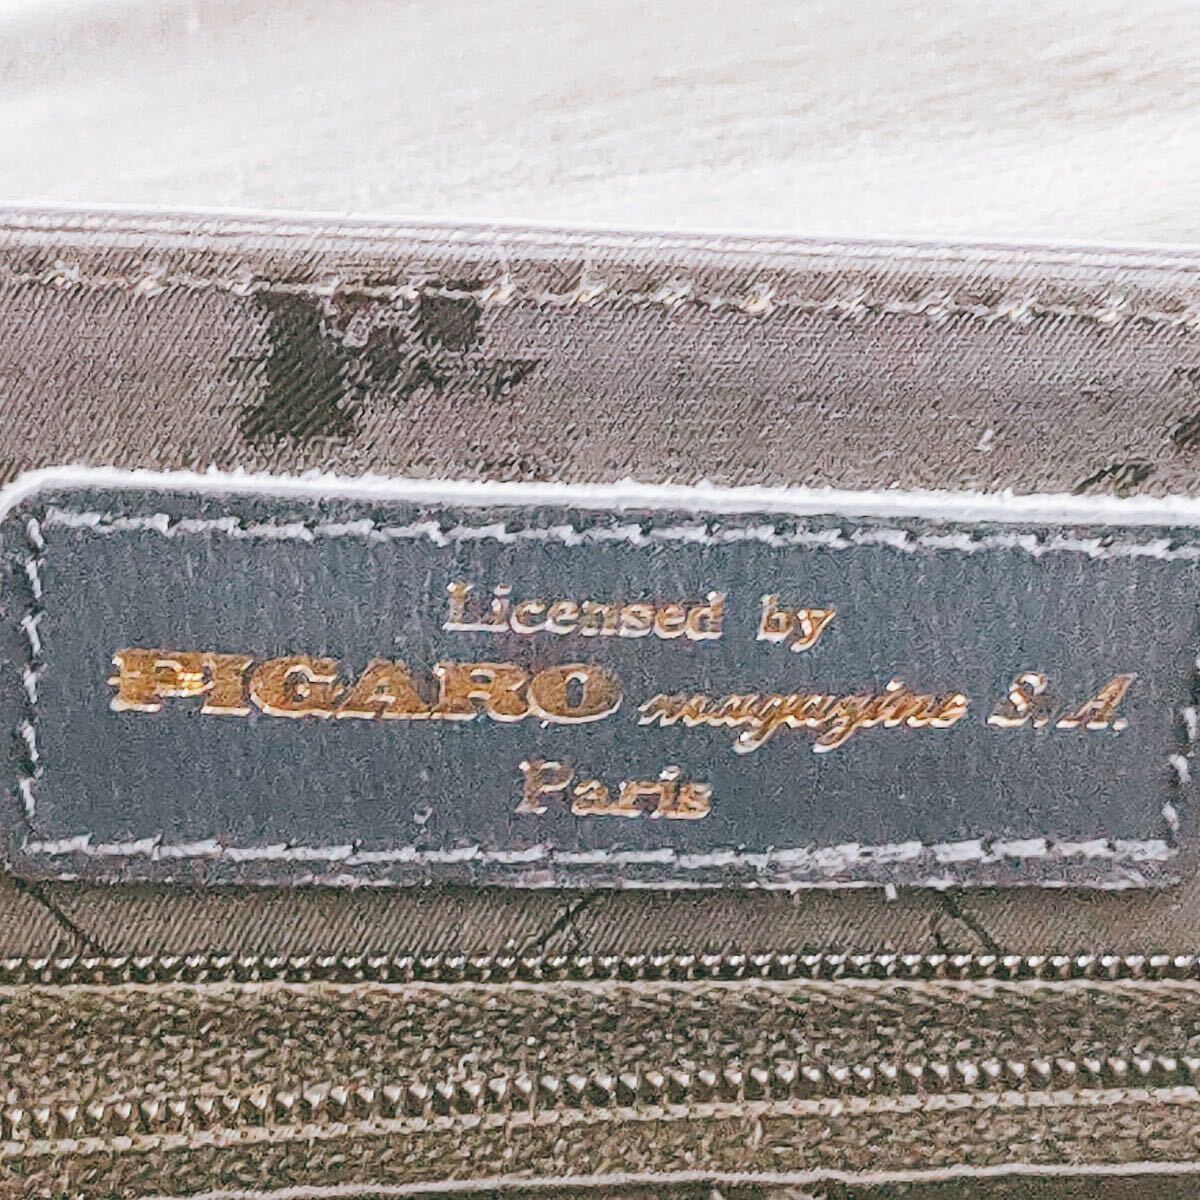 Licensed by
FIGARO magazine S.A.
Paris